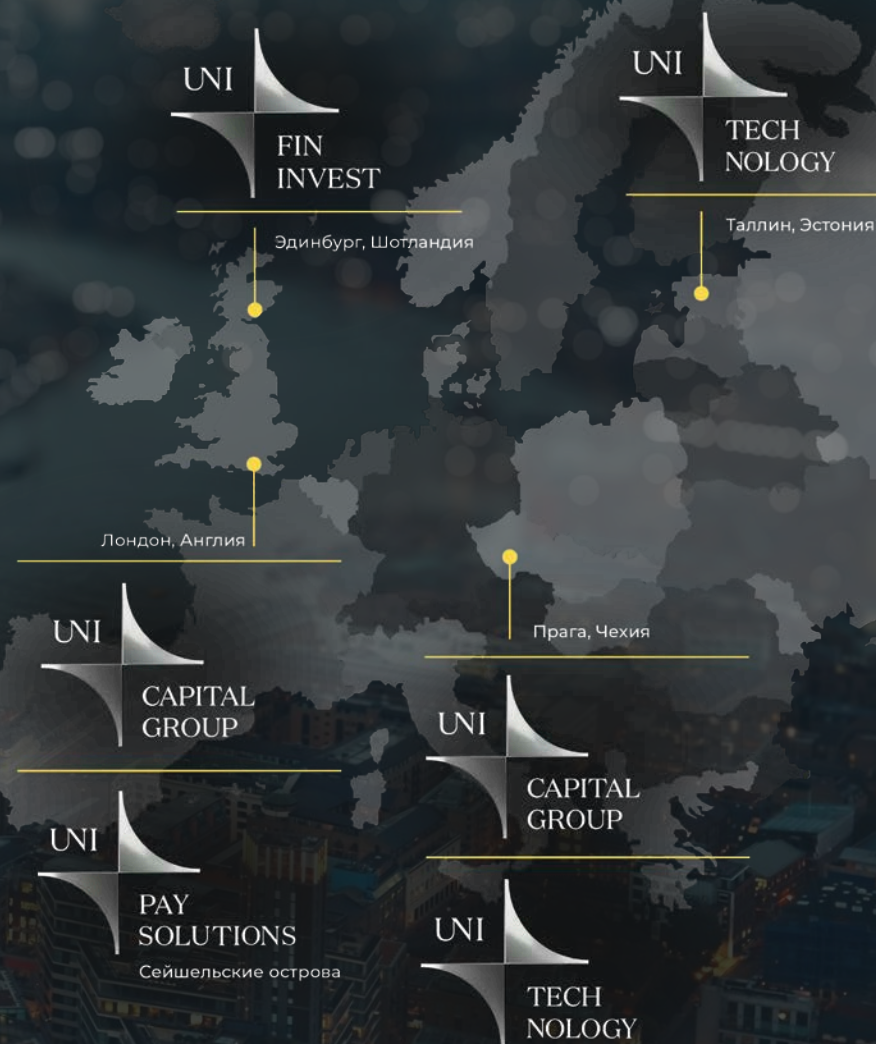 UNI
FIN
INVEST
Эдинбург, Шотландия
UNI
TECH
NOLOGY
Таллин, Эстония
Лондон, Англия
UNI
CAPITAL
GROUP
UNI
PAY
SOLUTIONS
Сейшельские острова
Прага, Чехия
UNI
CAPITAL
GROUP
UNI
TECH
NOLOGY